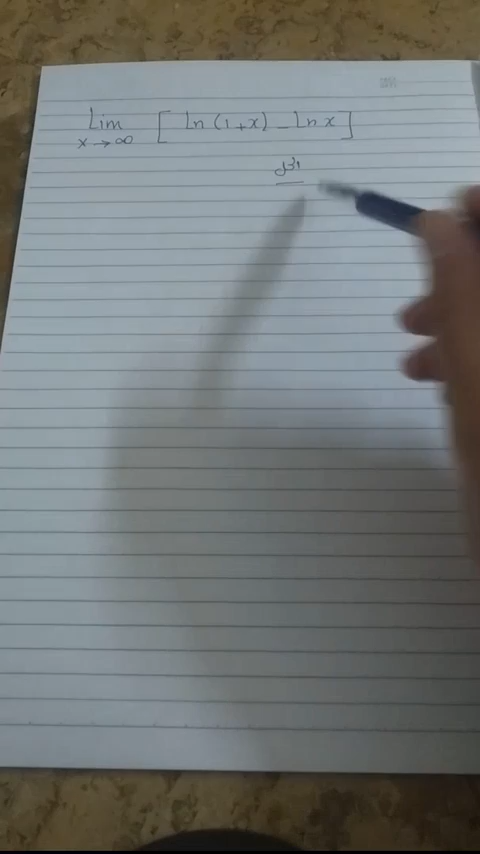 Lim [ Ln (1+x) - Ln x ]
x → ∞
الحل